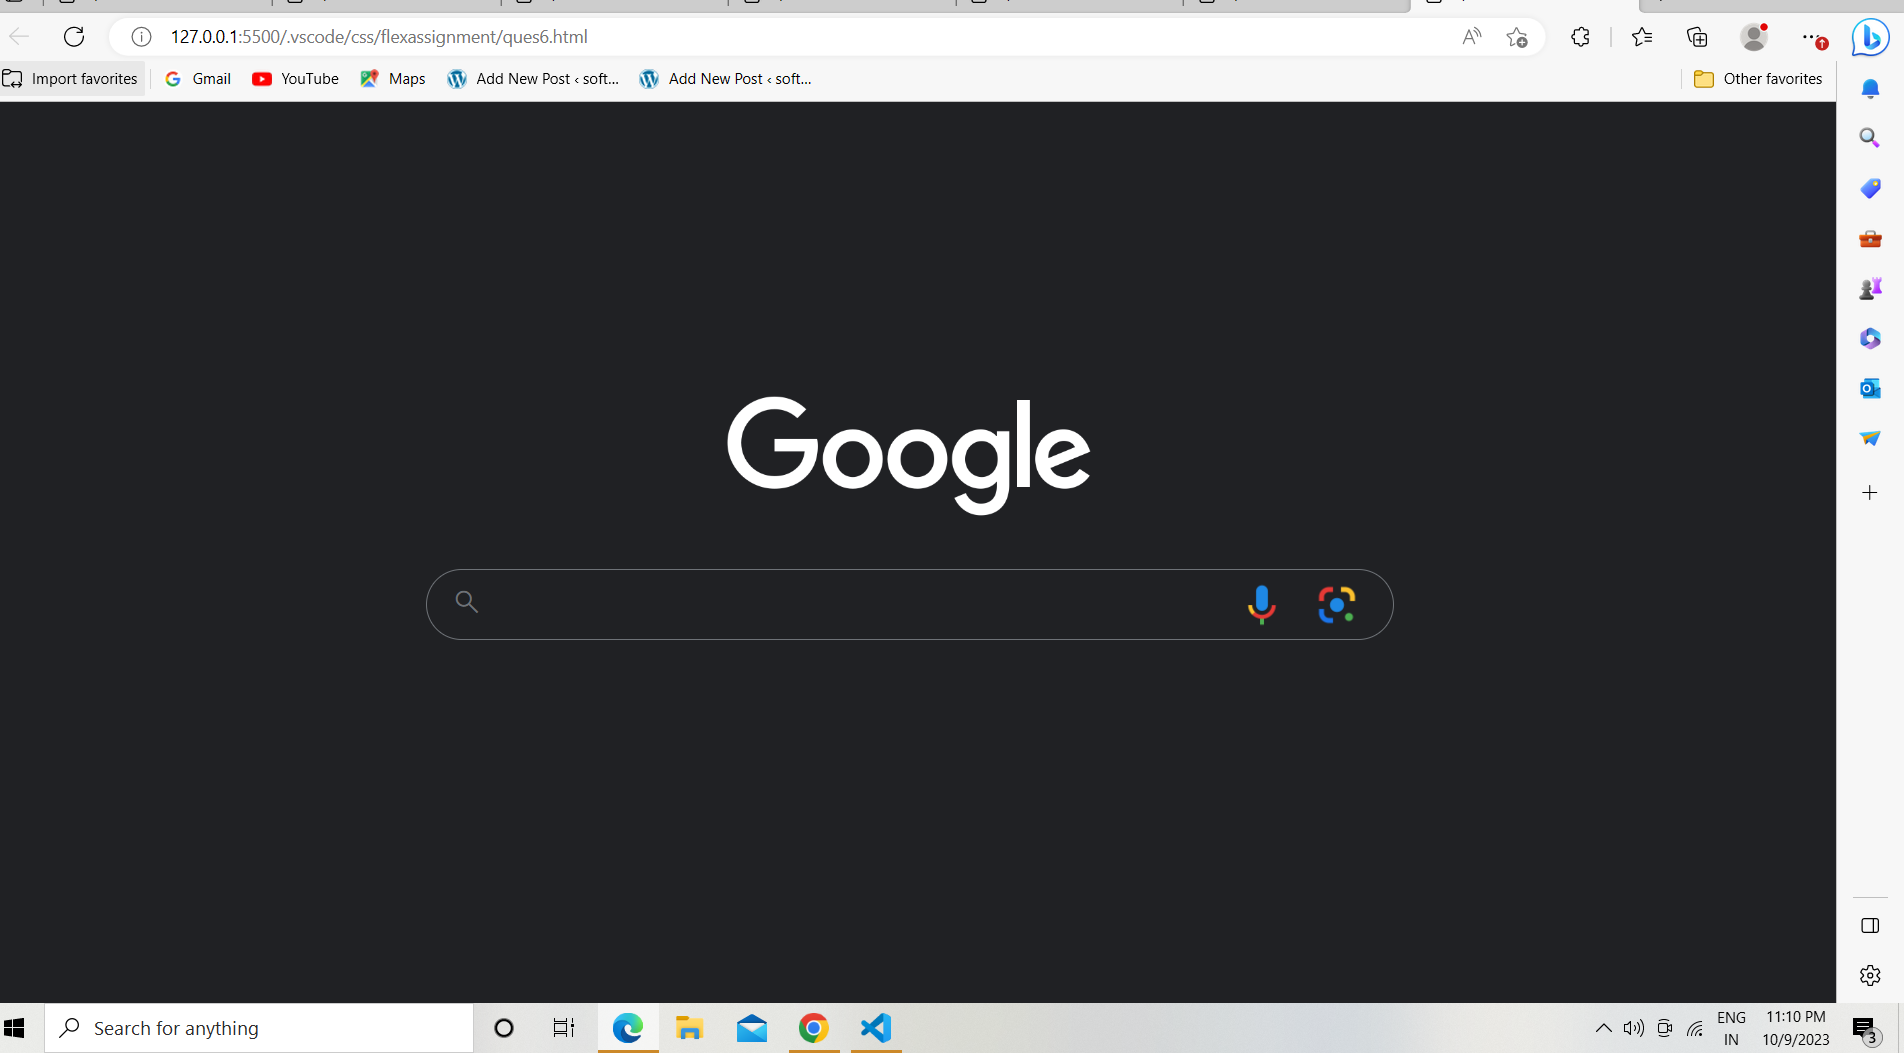 127.0.0.1:5500/.vscode/css/flexassignment/ques6.html
Import favorites Gmail YouTube Maps Add New Post ‹ soft... Add New Post ‹ soft... Other favorites
Google
Search for anything
ENG
IN
11:10 PM
10/9/2023
3